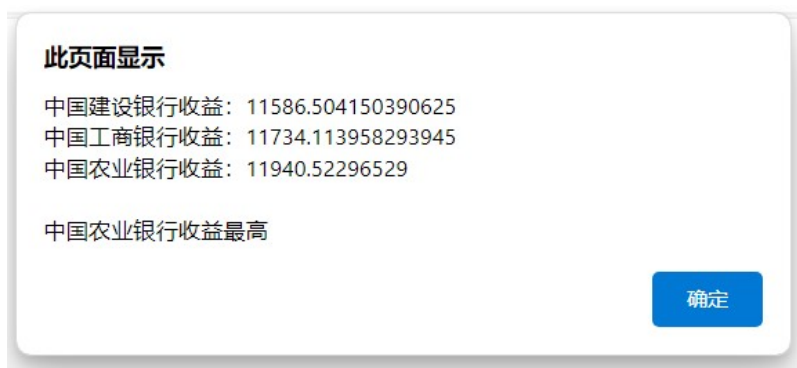 此页面显示
中国建设银行收益：11586.504150390625
中国工商银行收益：11734.113958293945
中国农业银行收益：11940.52296529
中国农业银行收益最高
确定